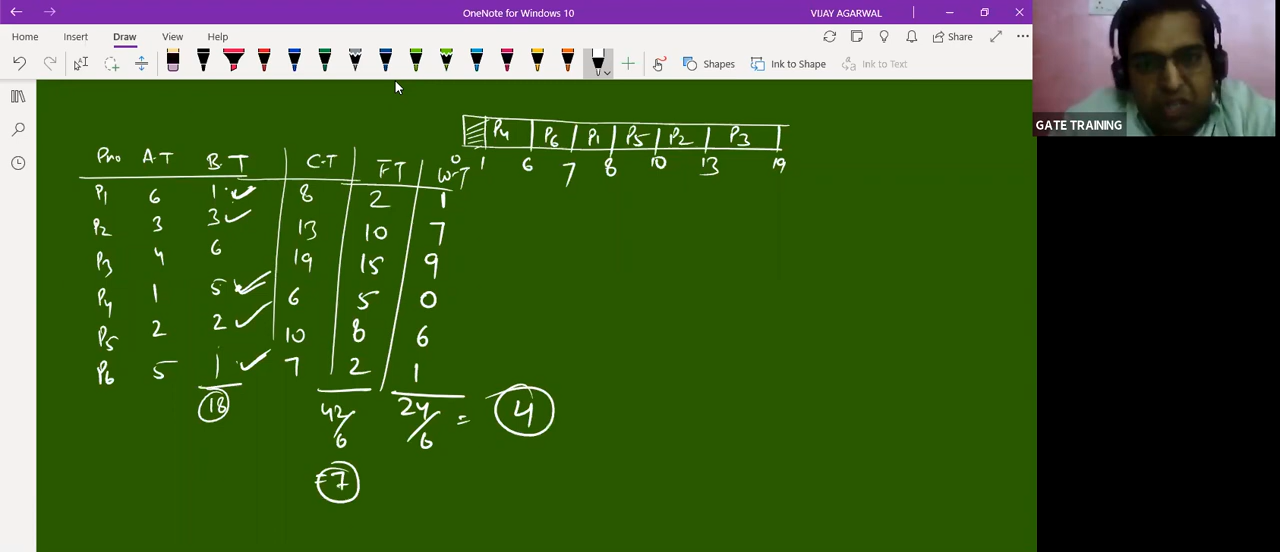 OneNote for Windows 10
VIJAY AGARWAL
Home Insert Draw View Help
Share
Shapes Ink to Shape Ink to Text
GATE TRAINING
P4 P6 P1 P5 P2 P3
0 1 6 7 8 10 13 19
Pno A.T B.T C.T F.T W.T
P1 6 1 8 2 1
P2 3 3 13 10 7
P3 4 6 19 15 9
P4 1 5 6 5 0
P5 2 2 10 8 6
P6 5 1 7 2 1
18
42/6 24/6 = 4
=7